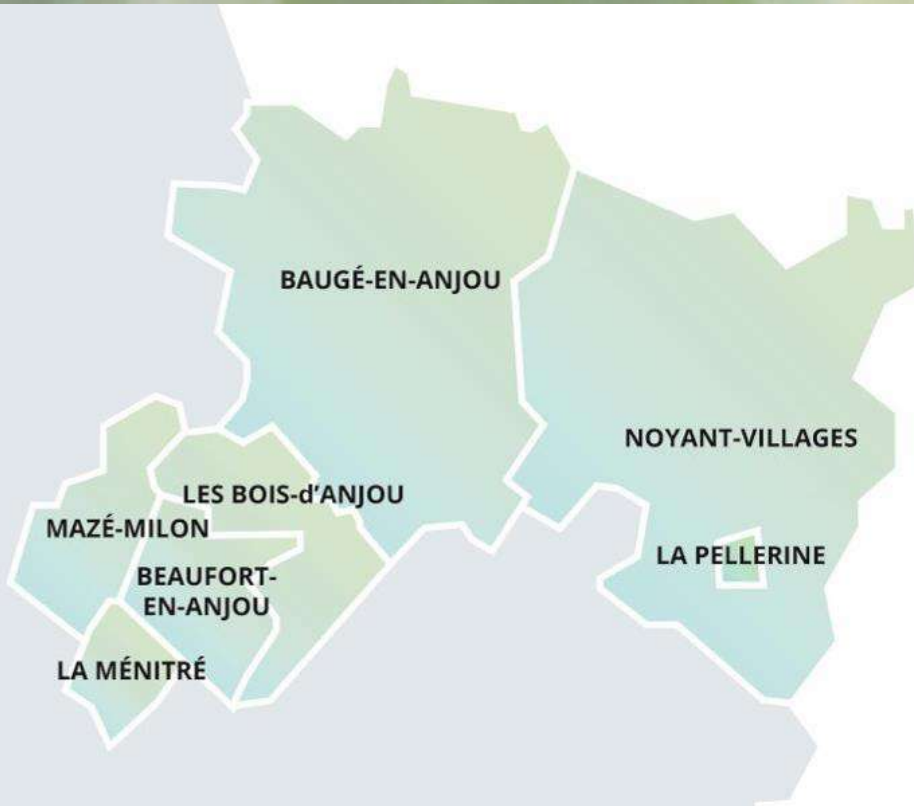 BAUGÉ-EN-ANJOU
NOYANT-VILLAGES
LES BOIS-d’ANJOU
MAZÉ-MILON
LA PELLERINE
BEAUFORT-
EN-ANJOU
LA MÉNITRÉ